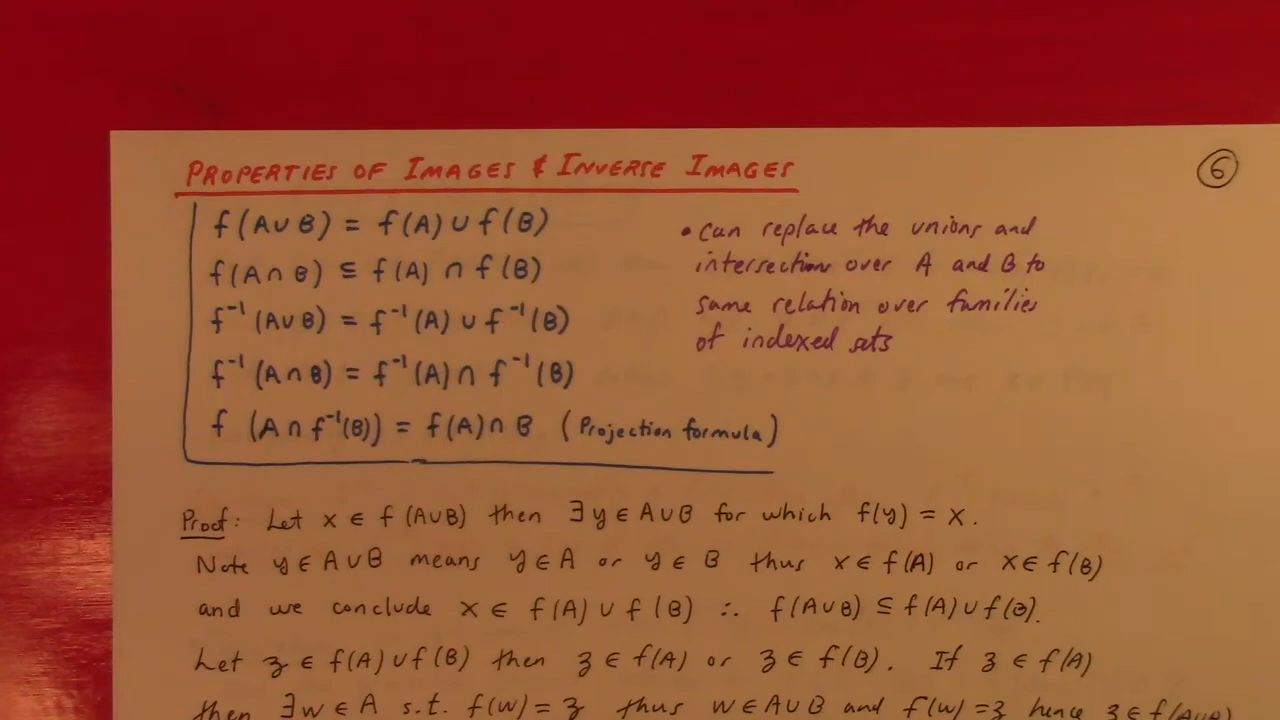 PROPERTIES OF IMAGES & INVERSE IMAGES
6
f(A∪B) = f(A) ∪ f(B)
f(A∩B) ⊆ f(A) ∩ f(B)
f⁻¹(A∪B) = f⁻¹(A) ∪ f⁻¹(B)
f⁻¹(A∩B) = f⁻¹(A) ∩ f⁻¹(B)
f (A∩f⁻¹(B)) = f(A)∩B (Projection formula)
• can replace the unions and
intersection over A and B to
same relation over families
of indexed sets
Proof: Let x ∈ f(A∪B) then ∃y ∈ A∪B for which f(y) = x.
Note y ∈ A∪B means y ∈ A or y ∈ B thus x ∈ f(A) or x ∈ f(B)
and we conclude x ∈ f(A) ∪ f(B) ∴ f(A∪B) ⊆ f(A) ∪ f(B).
Let z ∈ f(A)∪f(B) then z ∈ f(A) or z ∈ f(B). If z ∈ f(A)
then ∃w ∈ A s.t. f(w) = z thus w ∈ A∪B and f(w) = z hence z ∈ f(A∪B)